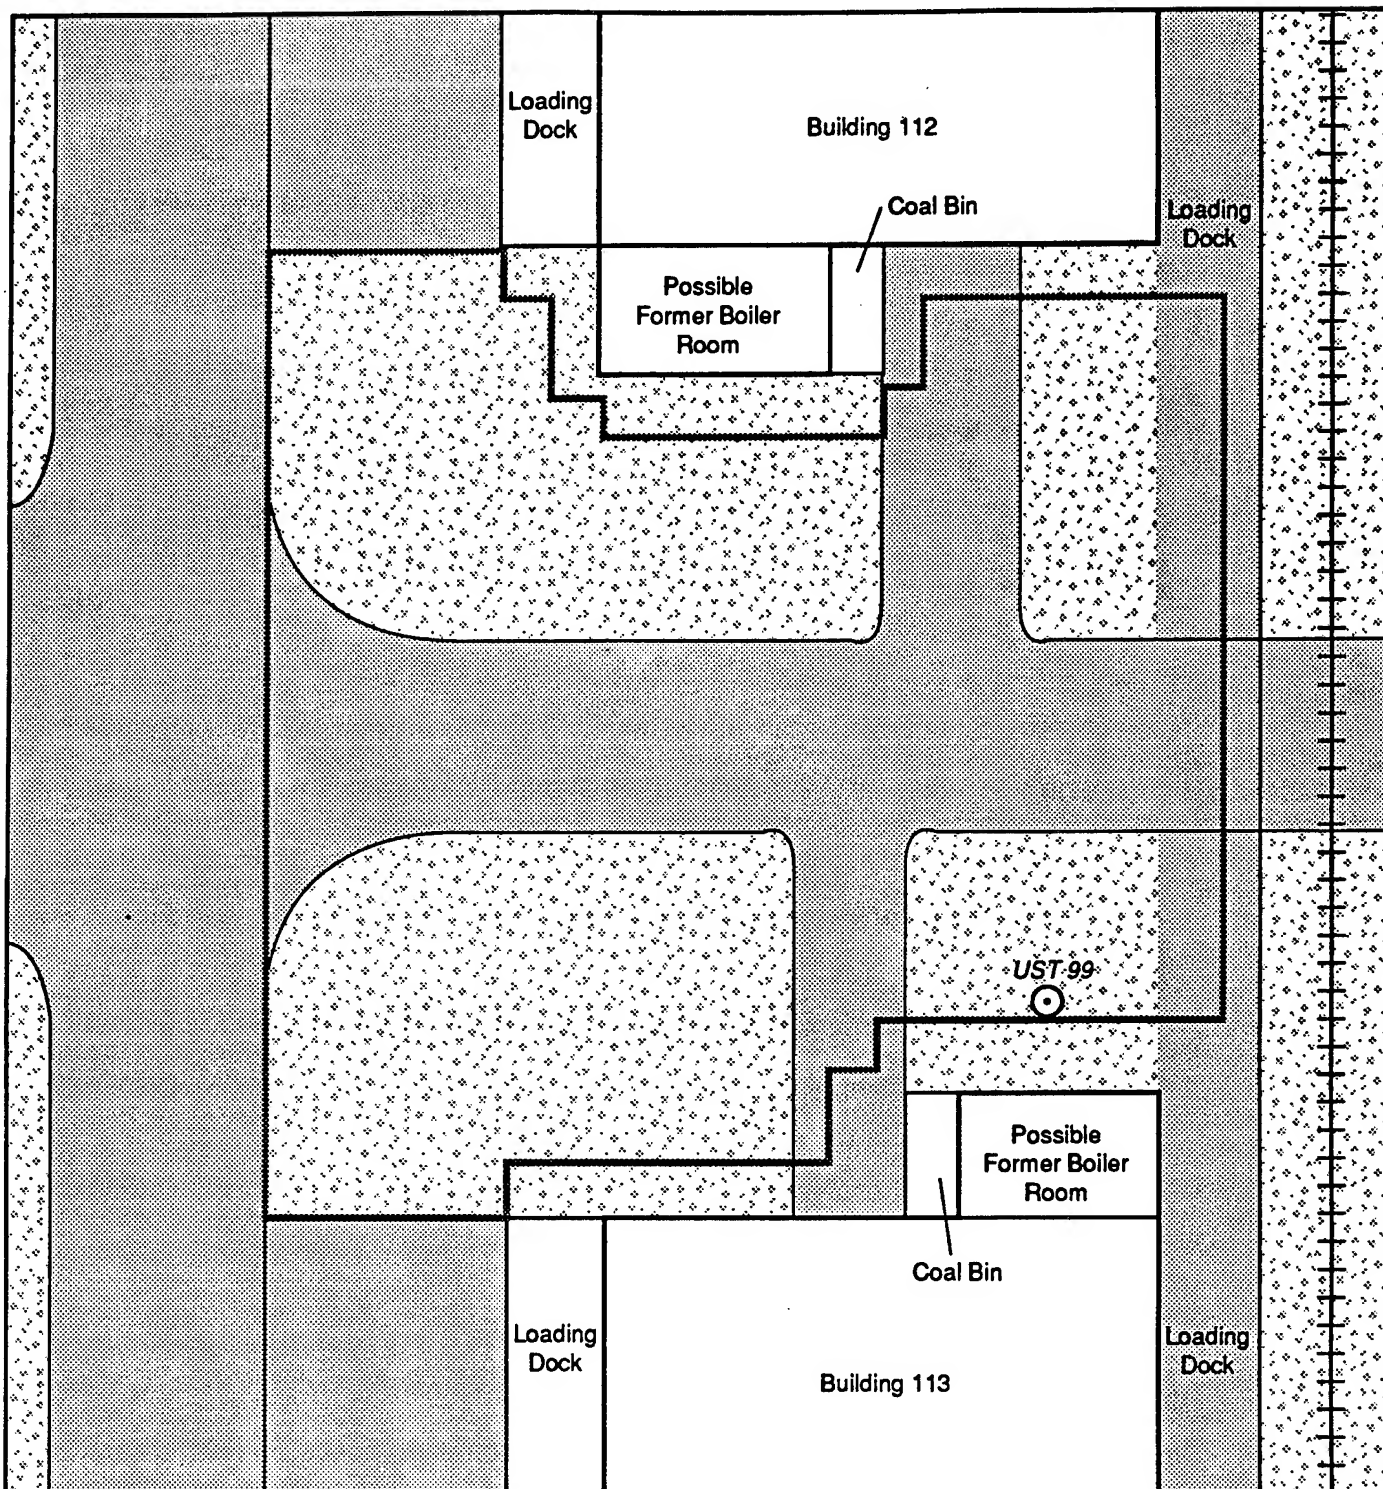 Loading
Dock
Building 112
Coal Bin
Loading
Dock
Possible
Former Boiler
Room
UST 99
Possible
Former Boiler
Room
Coal Bin
Loading
Dock
Building 113
Loading
Dock